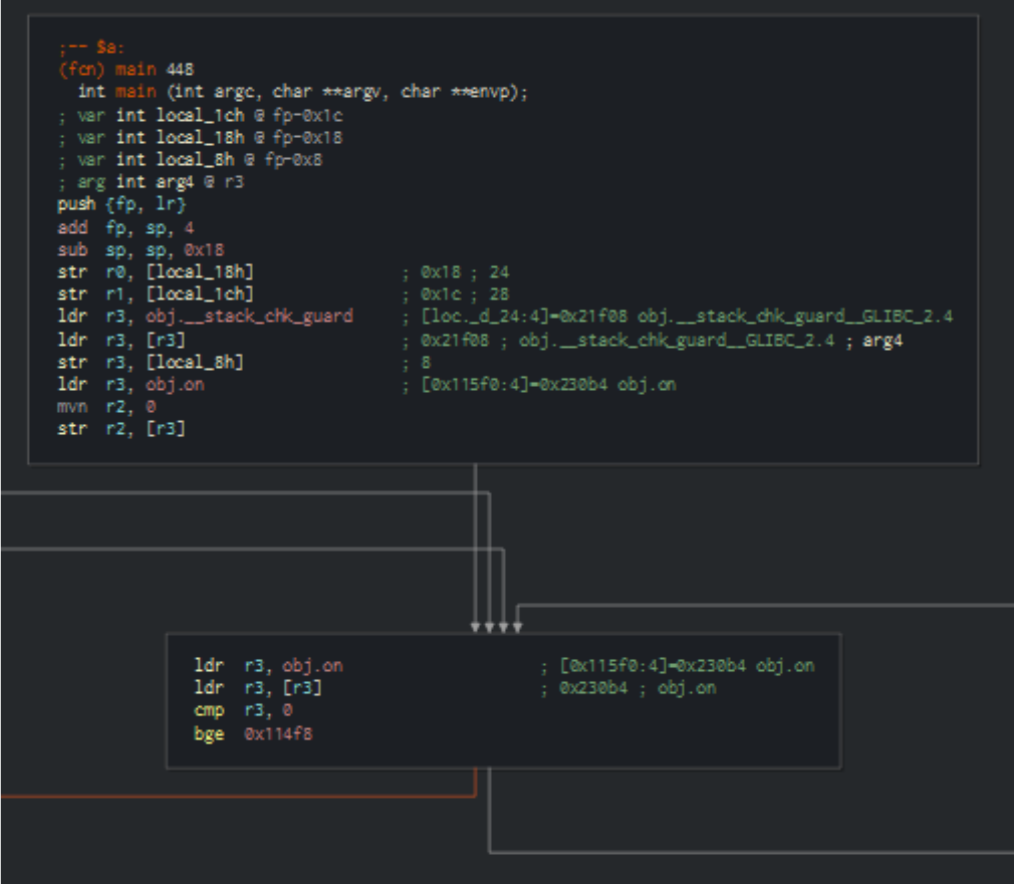 ;-- $a:
(fcn) main 448
int main (int argc, char **argv, char **envp);
; var int local_1ch @ fp-0x1c
; var int local_18h @ fp-0x18
; var int local_8h @ fp-0x8
; arg int arg4 @ r3
push {fp, lr}
add fp, sp, 4
sub sp, sp, 0x18
str r0, [local_18h] ; 0x18 ; 24
str r1, [local_1ch] ; 0x1c ; 28
ldr r3, obj.__stack_chk_guard ; [loc._d_24:4]=0x21f08 obj.__stack_chk_guard__GLIBC_2.4
ldr r3, [r3] ; 0x21f08 ; obj.__stack_chk_guard__GLIBC_2.4 ; arg4
str r3, [local_8h] ; 8
ldr r3, obj.on ; [0x115f0:4]=0x230b4 obj.on
mvn r2, 0
str r2, [r3]
ldr r3, obj.on ; [0x115f0:4]=0x230b4 obj.on
ldr r3, [r3] ; 0x230b4 ; obj.on
cmp r3, 0
bge 0x114f8